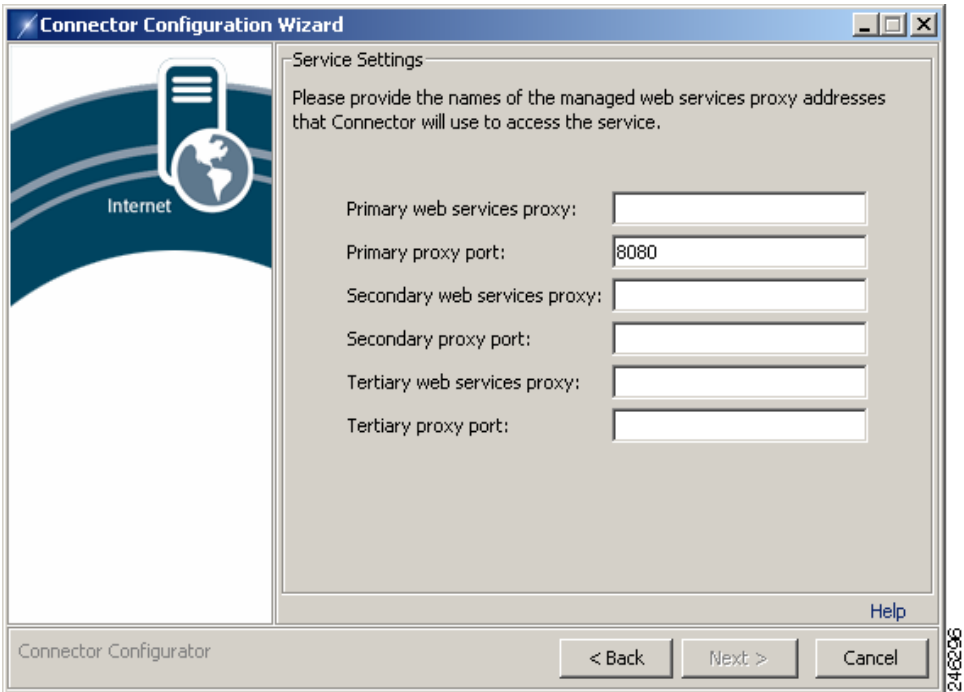 Connector Configuration Wizard
Internet
Service Settings
Please provide the names of the managed web services proxy addresses
that Connector will use to access the service.
Primary web services proxy:
Primary proxy port: 8080
Secondary web services proxy:
Secondary proxy port:
Tertiary web services proxy:
Tertiary proxy port:
Help
Connector Configurator
< Back Next > Cancel
246296